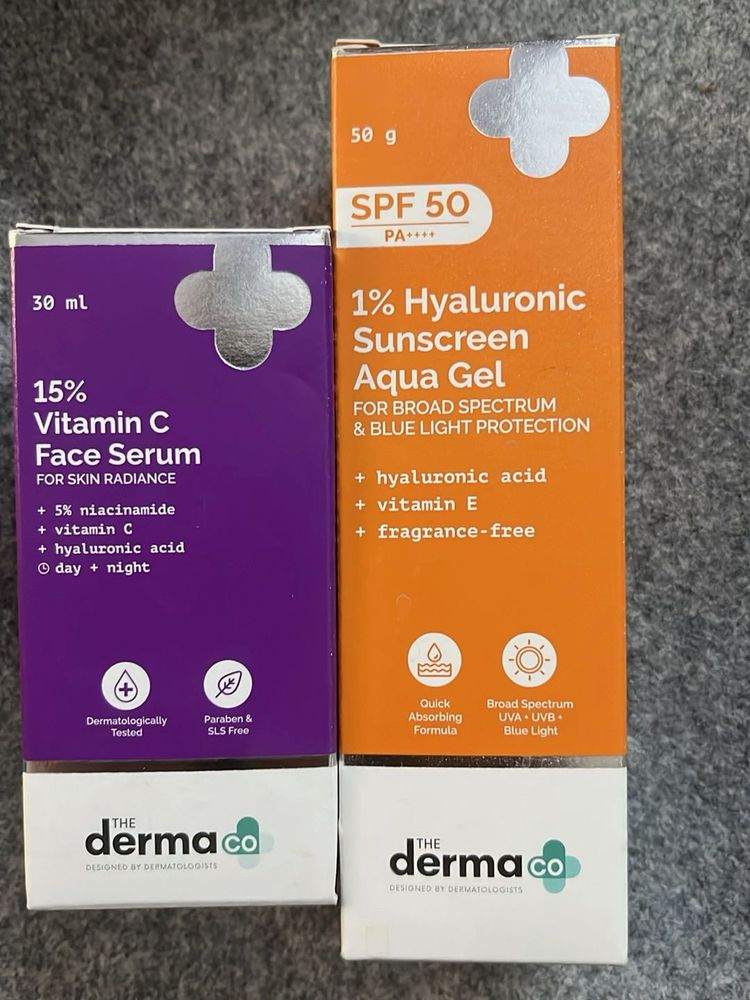 30 ml
15%
Vitamin C
Face Serum
FOR SKIN RADIANCE
+ 5% niacinamide
+ vitamin C
+ hyaluronic acid
day + night
Dermatologically
Tested
Paraben &
SLS Free
THE
derma co
DESIGNED BY DERMATOLOGISTS
50 g
SPF 50
PA++++
1% Hyaluronic
Sunscreen
Aqua Gel
FOR BROAD SPECTRUM
& BLUE LIGHT PROTECTION
+ hyaluronic acid
+ vitamin E
+ fragrance-free
Quick
Absorbing
Formula
Broad Spectrum
UVA + UVB +
Blue Light
THE
derma co
DESIGNED BY DERMATOLOGISTS